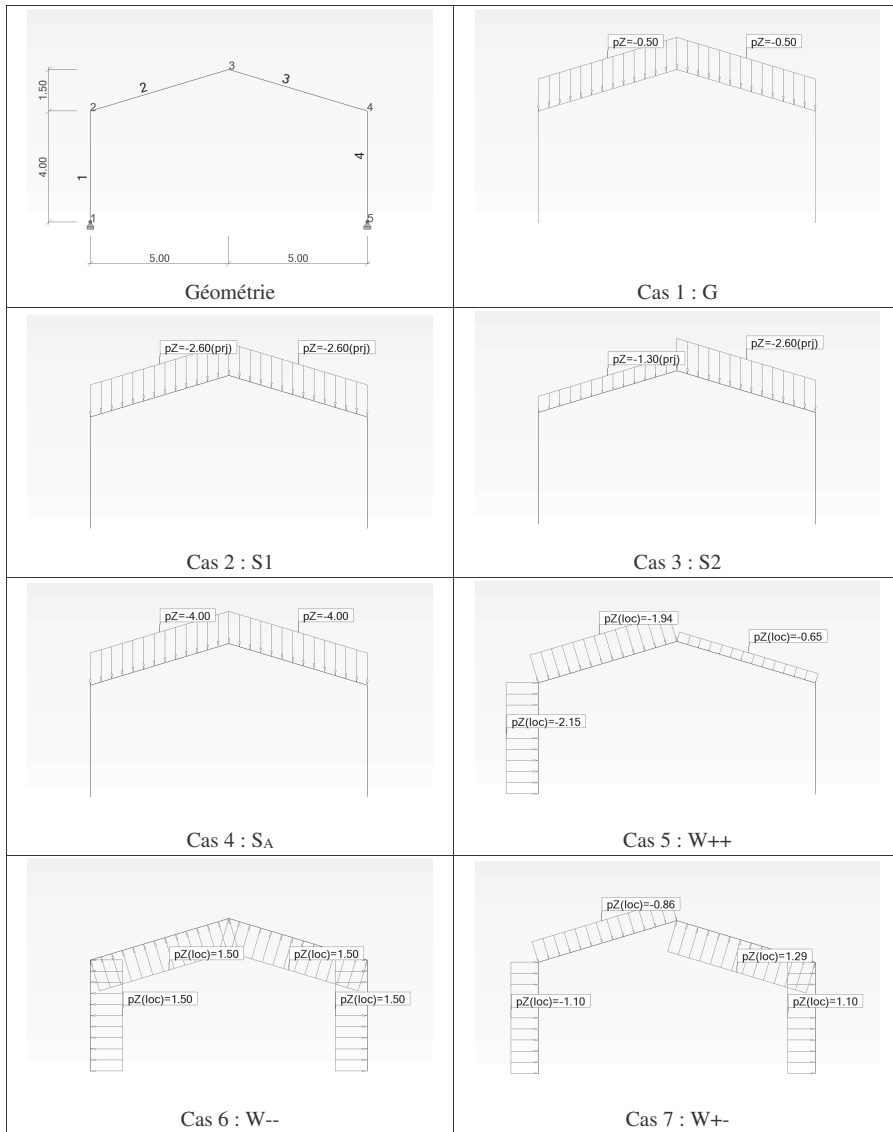 1.50
4.00
1
2
2
3
3
4
4
1
5
5.00
5.00
Géométrie
pZ=-0.50
pZ=-0.50
Cas 1 : G
pZ=-2.60(prj)
pZ=-2.60(prj)
Cas 2 : S1
pZ=-1.30(prj)
pZ=-2.60(prj)
Cas 3 : S2
pZ=-4.00
pZ=-4.00
Cas 4 : SA
pZ(loc)=-1.94
pZ(loc)=-0.65
pZ(loc)=-2.15
Cas 5 : W++
pZ(loc)=1.50
pZ(loc)=1.50
pZ(loc)=1.50
pZ(loc)=1.50
Cas 6 : W--
pZ(loc)=-0.86
pZ(loc)=1.29
pZ(loc)=-1.10
pZ(loc)=1.10
Cas 7 : W+-